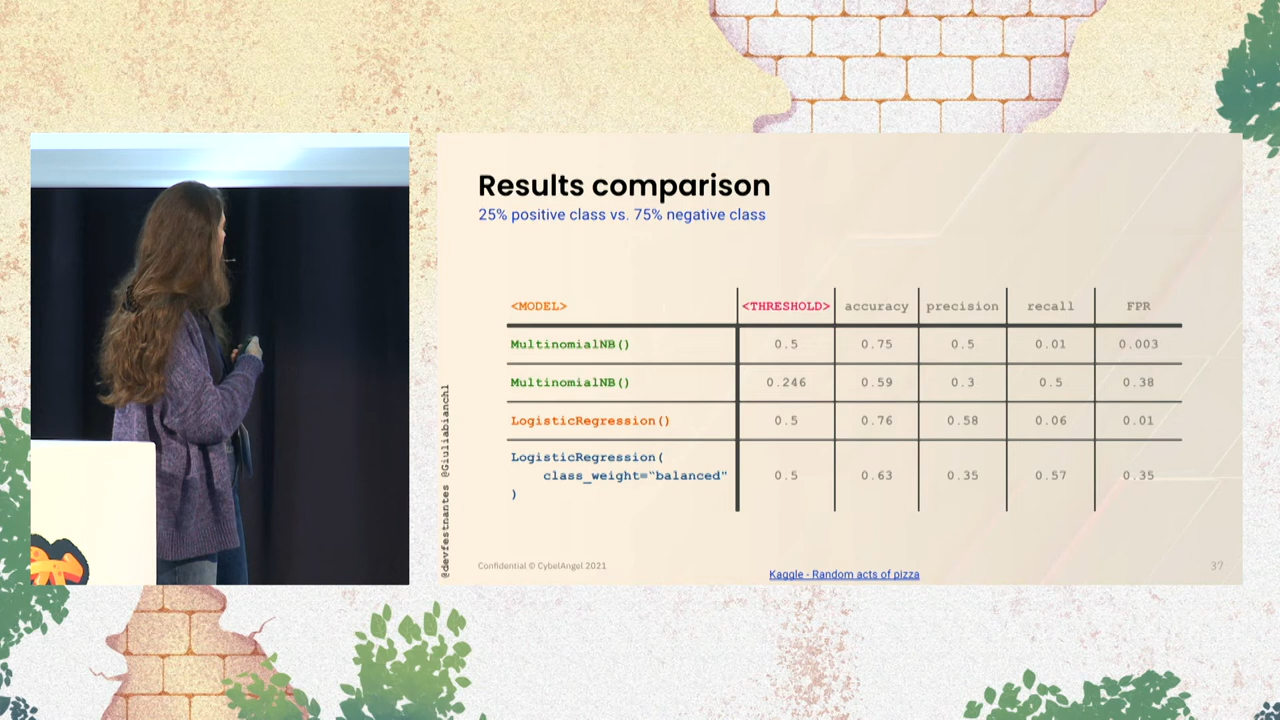 Results comparison
25% positive class vs. 75% negative class
<MODEL> <THRESHOLD> accuracy precision recall FPR
MultinomialNB() 0.5 0.75 0.5 0.01 0.003
MultinomialNB() 0.246 0.59 0.3 0.5 0.38
LogisticRegression() 0.5 0.76 0.58 0.06 0.01
LogisticRegression(
class_weight="balanced" 0.5 0.63 0.35 0.57 0.35
)
@devfestnantes @Giuliabianchl
Confidential © CybelAngel 2021
Kaggle - Random acts of pizza
37